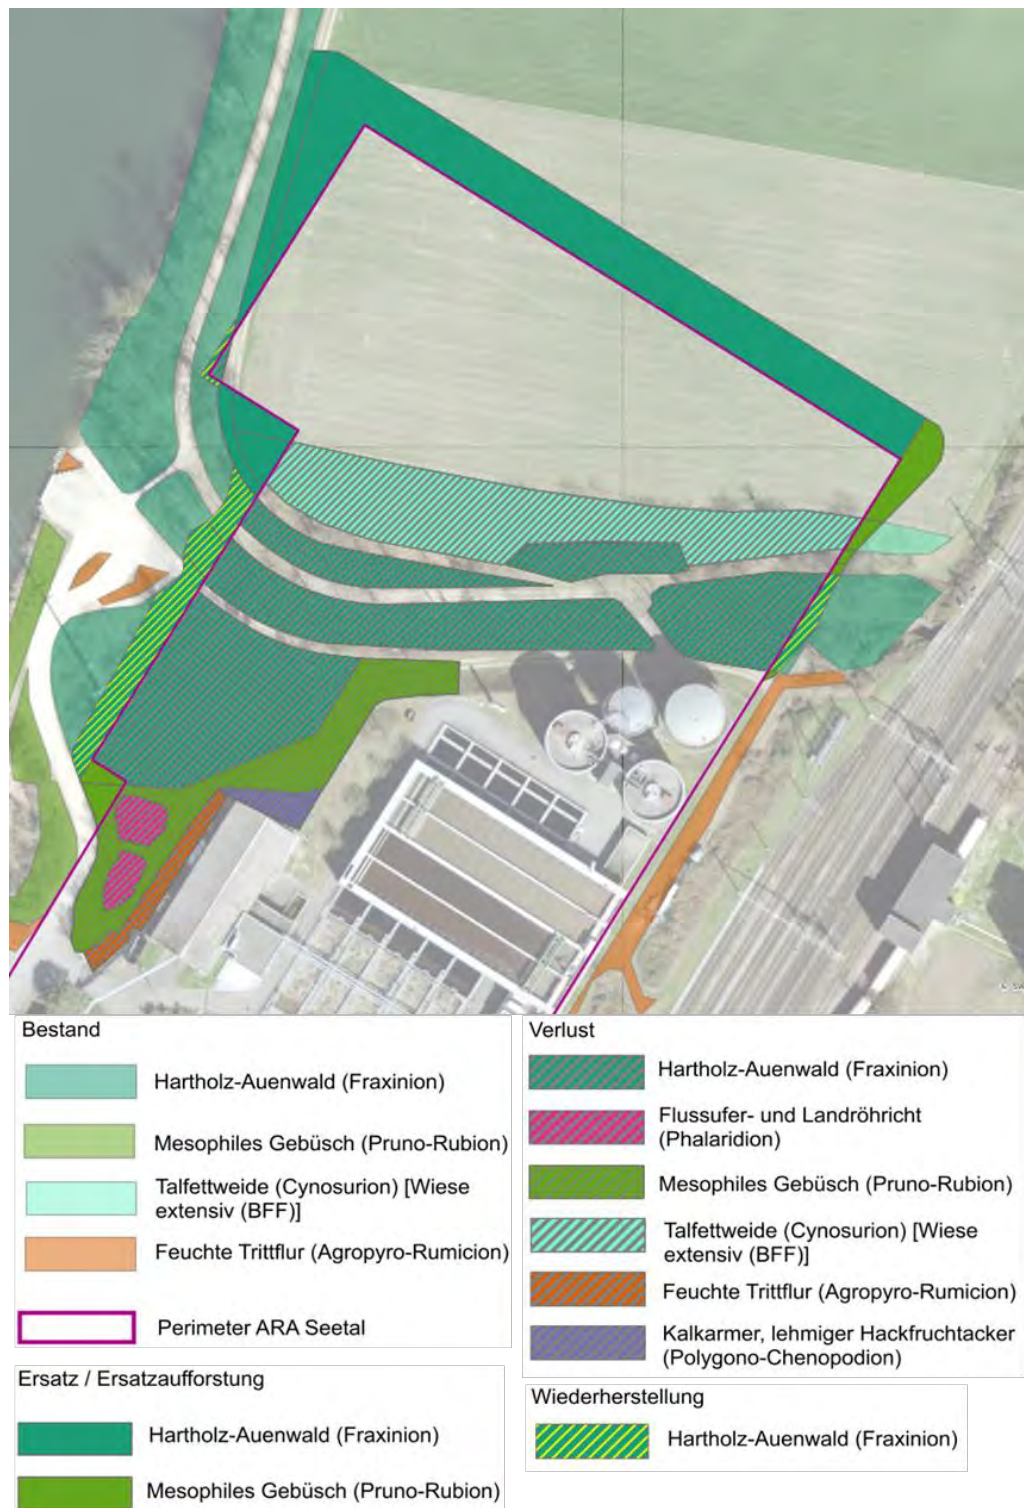 Bestand
Hartholz-Auenwald (Fraxinion)
Mesophiles Gebüsch (Pruno-Rubion)
Talfettweide (Cynosurion) [Wiese
extensiv (BFF)]
Feuchte Trittflur (Agropyro-Rumicion)
Perimeter ARA Seetal
Ersatz / Ersatzaufforstung
Hartholz-Auenwald (Fraxinion)
Mesophiles Gebüsch (Pruno-Rubion)
Verlust
Hartholz-Auenwald (Fraxinion)
Flussufer- und Landröhricht
(Phalaridion)
Mesophiles Gebüsch (Pruno-Rubion)
Talfettweide (Cynosurion) [Wiese
extensiv (BFF)]
Feuchte Trittflur (Agropyro-Rumicion)
Kalkarmer, lehmiger Hackfruchtacker
(Polygono-Chenopodion)
Wiederherstellung
Hartholz-Auenwald (Fraxinion)